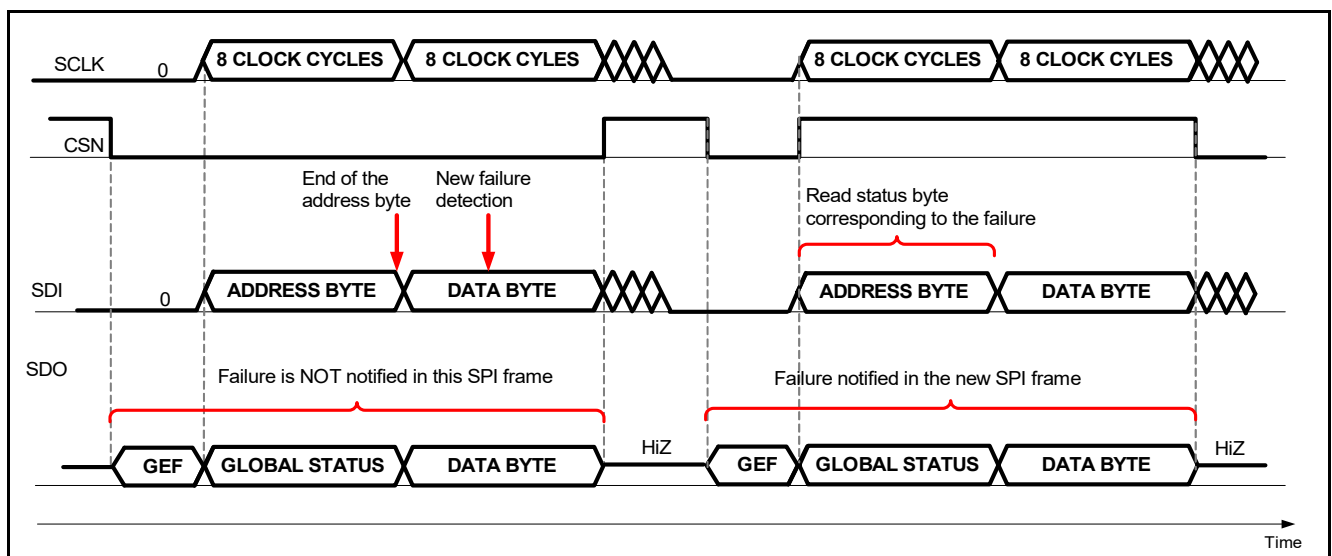 SCLK
0
8 CLOCK CYCLES
8 CLOCK CYLES
8 CLOCK CYCLES
8 CLOCK CYLES
CSN
End of the
address byte
New failure
detection
Read status byte
corresponding to the failure
SDI
0
ADDRESS BYTE
DATA BYTE
ADDRESS BYTE
DATA BYTE
SDO
Failure is NOT notified in this SPI frame
Failure notified in the new SPI frame
GEF
GLOBAL STATUS
DATA BYTE
HiZ
GEF
GLOBAL STATUS
DATA BYTE
HiZ
Time